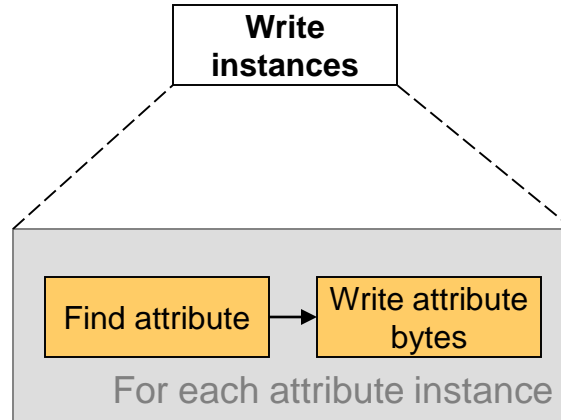 Write
instances
Find attribute
Write attribute
bytes
For each attribute instance